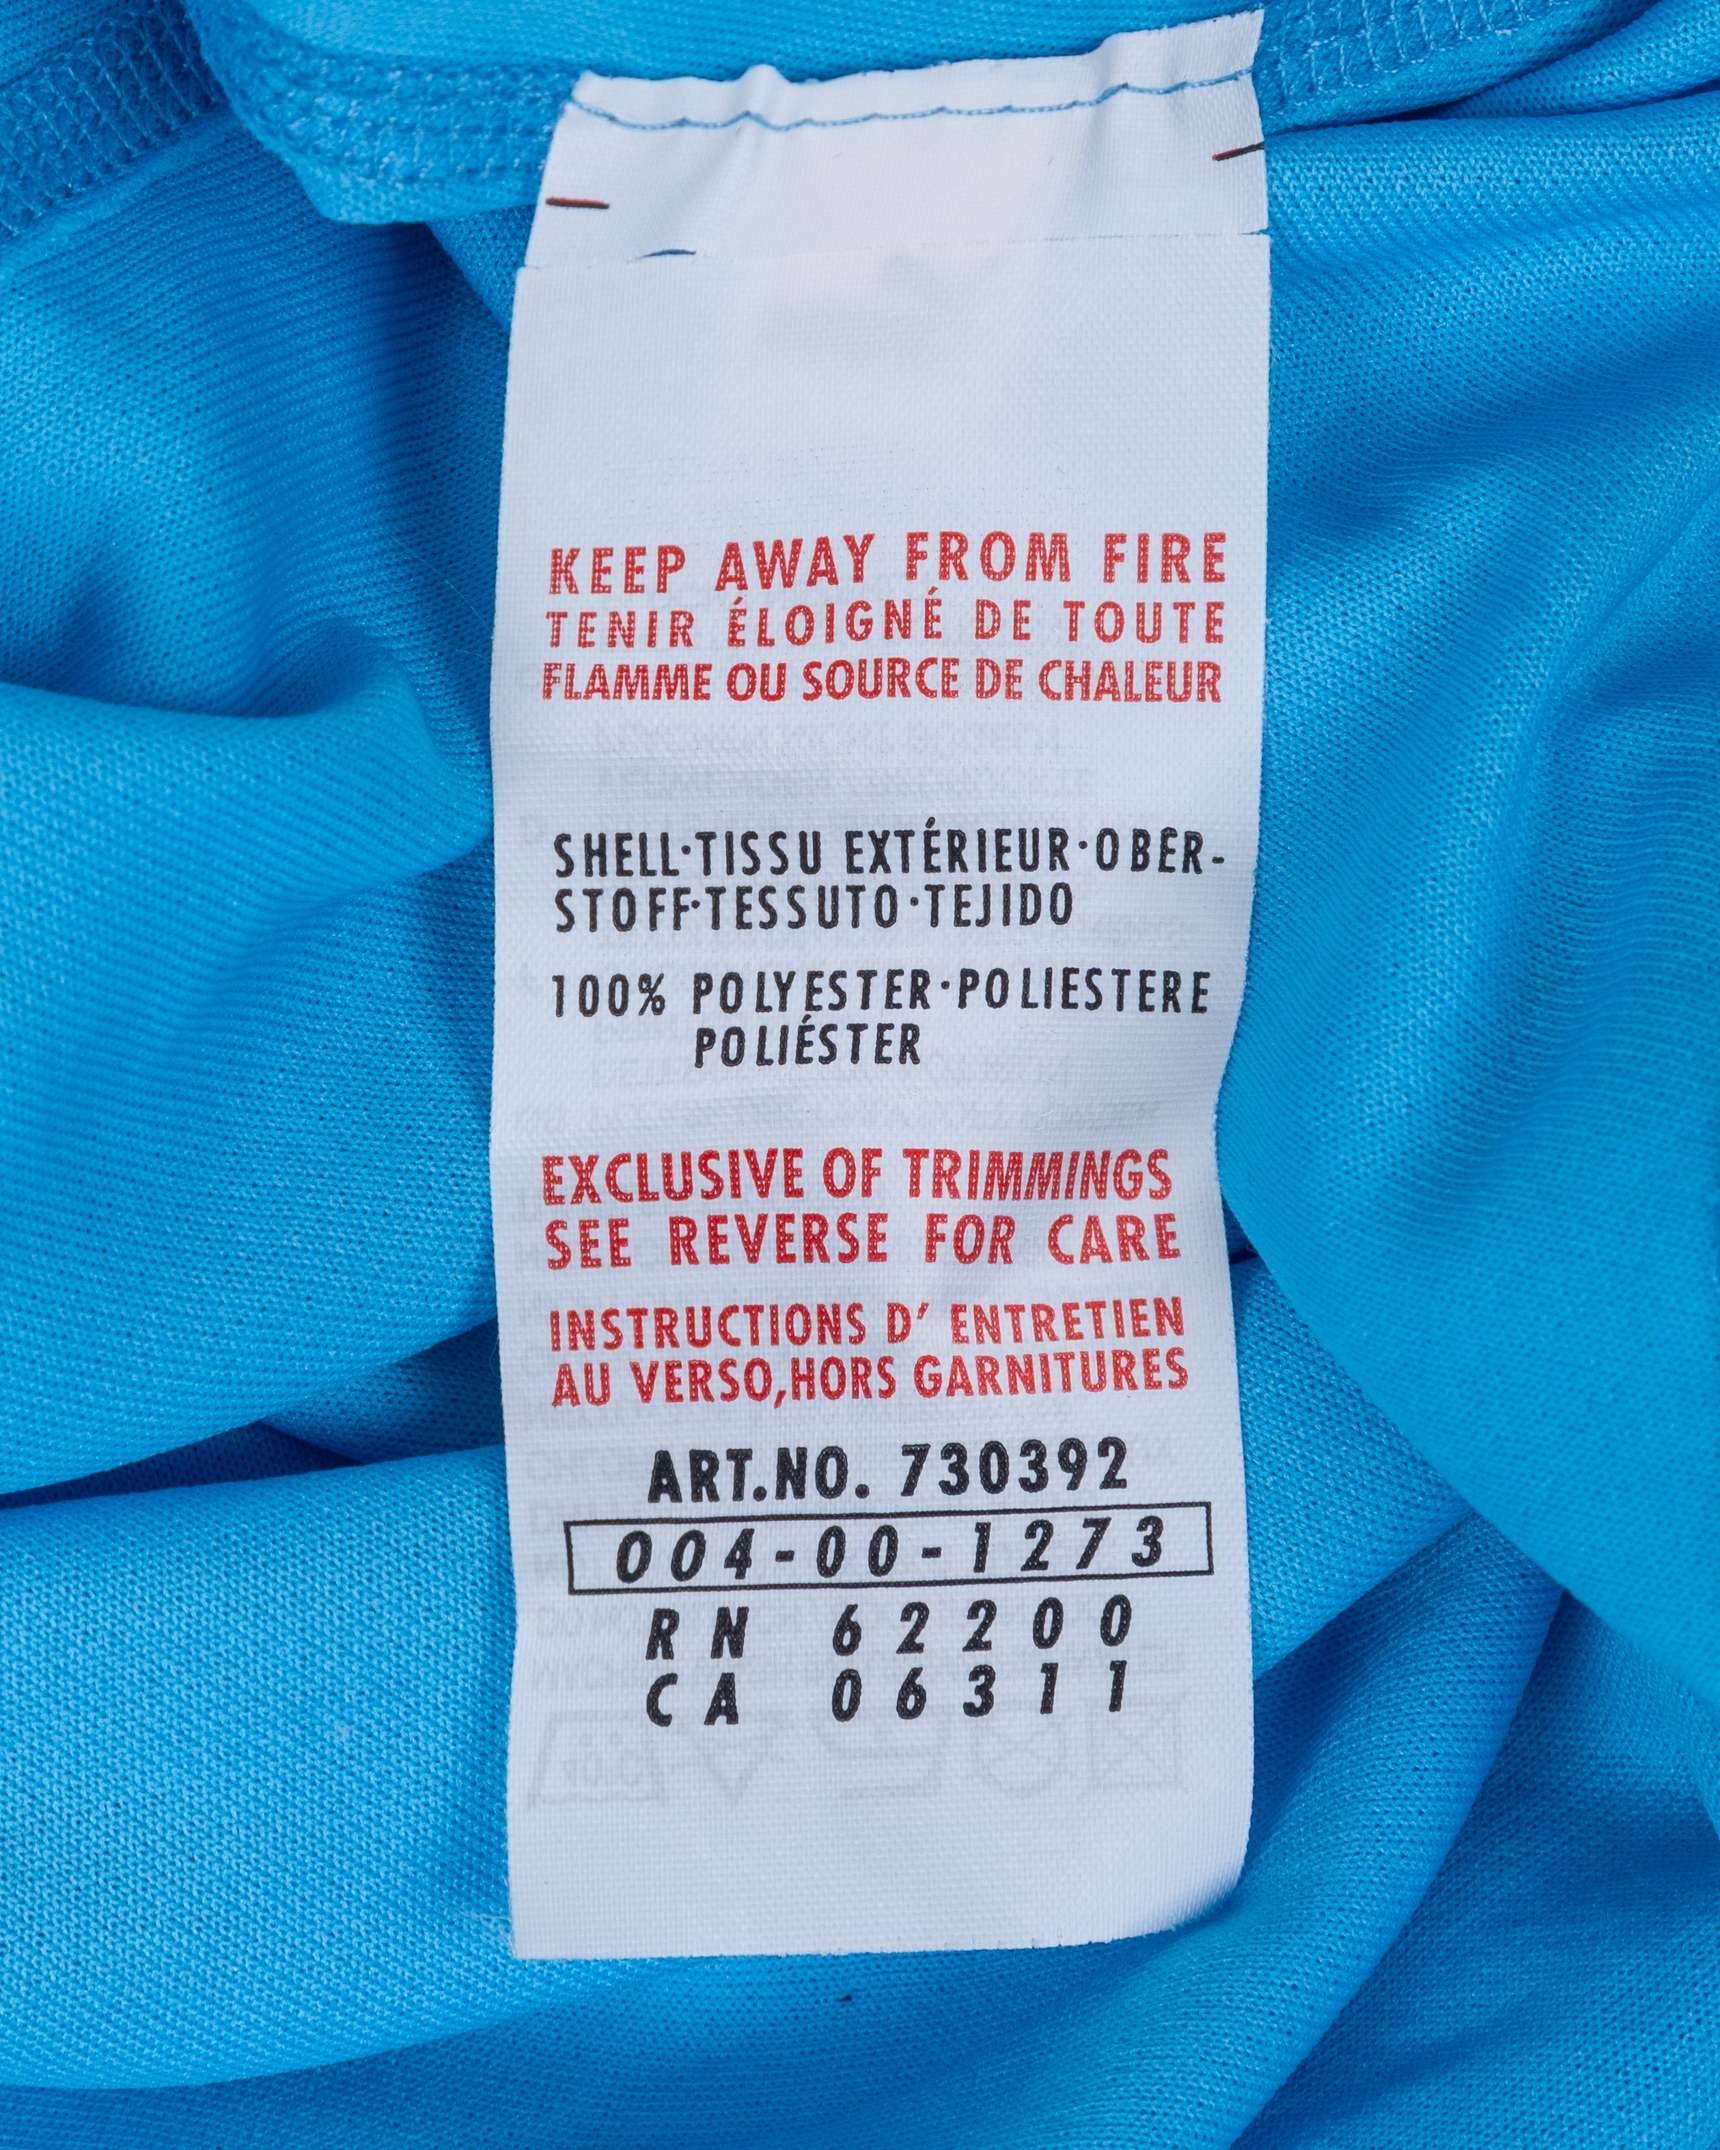 KEEP AWAY FROM FIRE
TENIR ÉLOIGNÉ DE TOUTE
FLAMME OU SOURCE DE CHALEUR
SHELL·TISSU EXTÉRIEUR·OBER-
STOFF·TESSUTO·TEJIDO
100% POLYESTER·POLIESTERE
POLIÉSTER
EXCLUSIVE OF TRIMMINGS
SEE REVERSE FOR CARE
INSTRUCTIONS D' ENTRETIEN
AU VERSO,HORS GARNITURES
ART.NO. 730392
004-00-1273
RN 62200
CA 06311